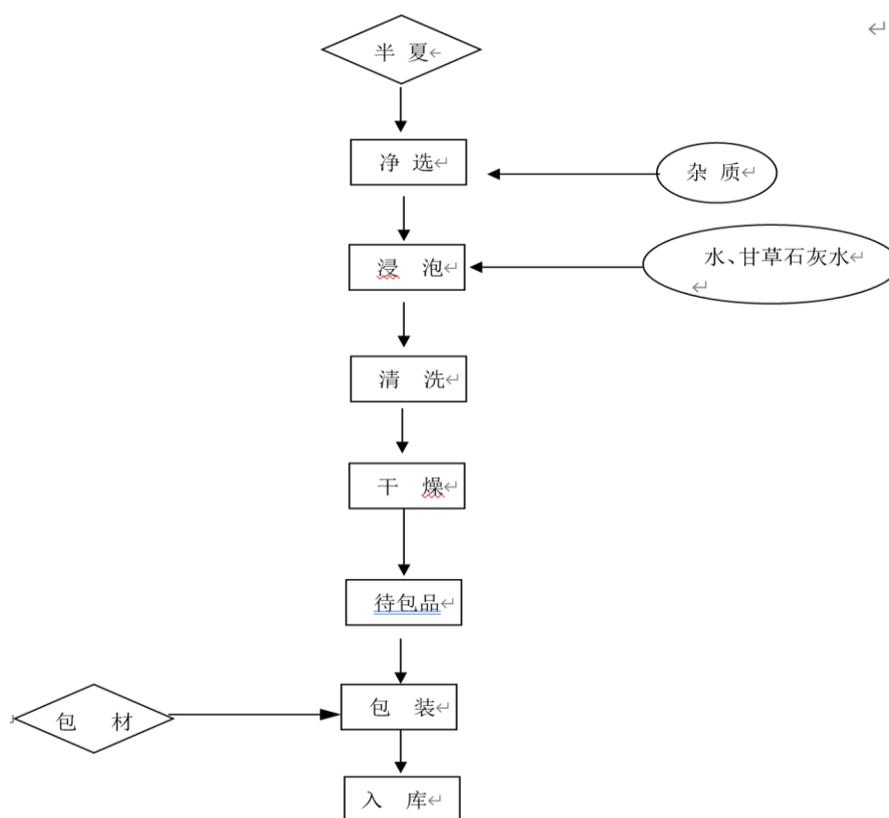 半 夏
净 选
杂 质
浸 泡
水、甘草石灰水
清 洗
干 燥
待包品
包 材
包 装
入 库